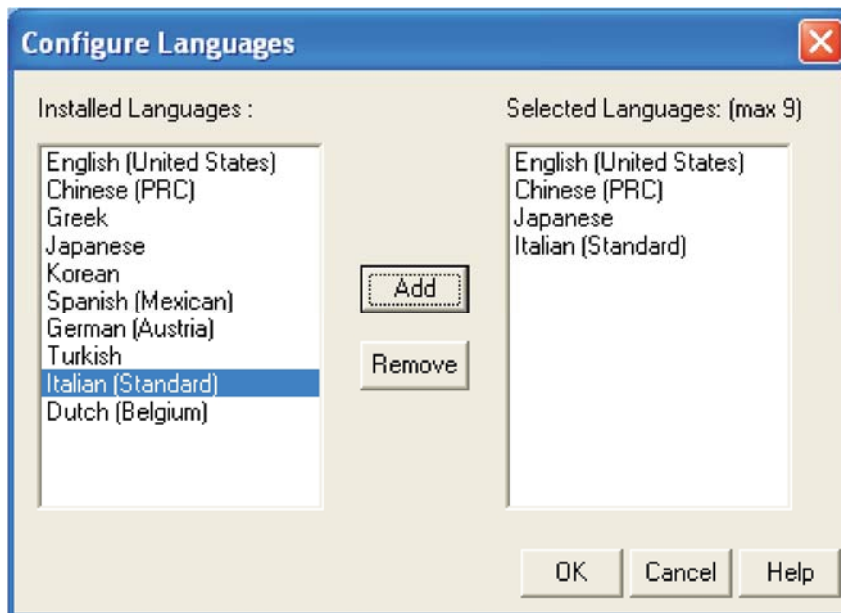 Configure Languages
Installed Languages :
English (United States)
Chinese (PRC)
Greek
Japanese
Korean
Spanish (Mexican)
German (Austria)
Turkish
Italian (Standard)
Dutch (Belgium)
Add
Remove
Selected Languages: (max 9)
English (United States)
Chinese (PRC)
Japanese
Italian (Standard)
OK
Cancel
Help